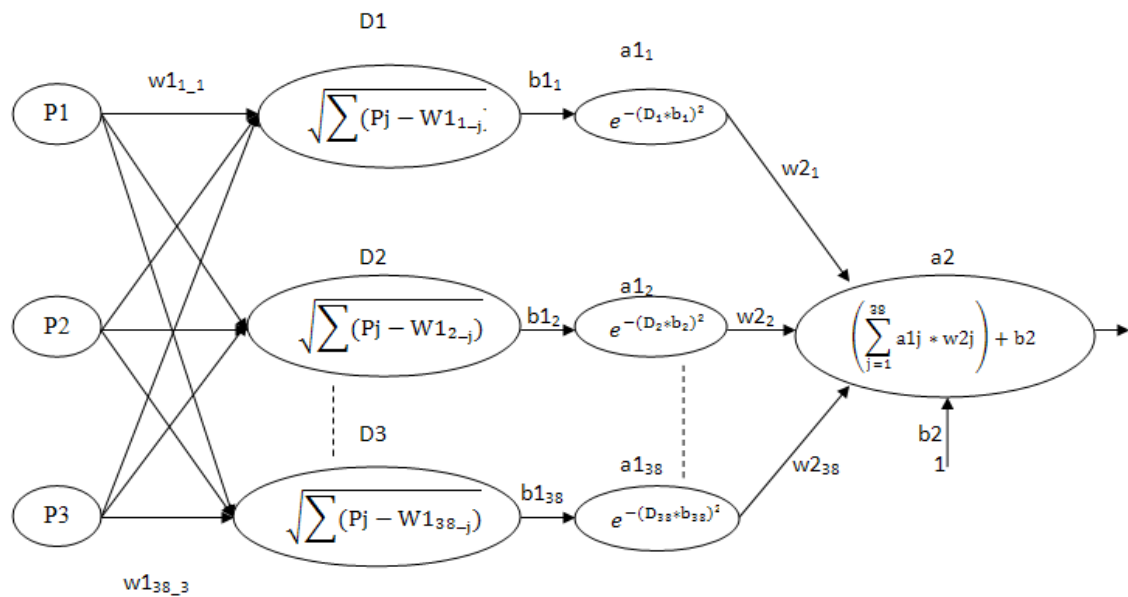 D1
a1₁
w1₁_₁
b1₁
P1
√∑(Pj − W1₁₋ⱼ
e^−(D₁*b₁)²
w2₁
D2
a1₂
a2
b1₂
w2₂
P2
√∑(Pj − W1₂₋ⱼ)
e^−(D₂*b₂)²
(∑_{j=1}^{38} a1j * w2j) + b2
D3
a1₃₈
b2
1
w2₃₈
b1₃₈
P3
√∑(Pj − W1₃₈₋ⱼ)
e^−(D₃₈*b₃₈)²
w1₃₈_₃